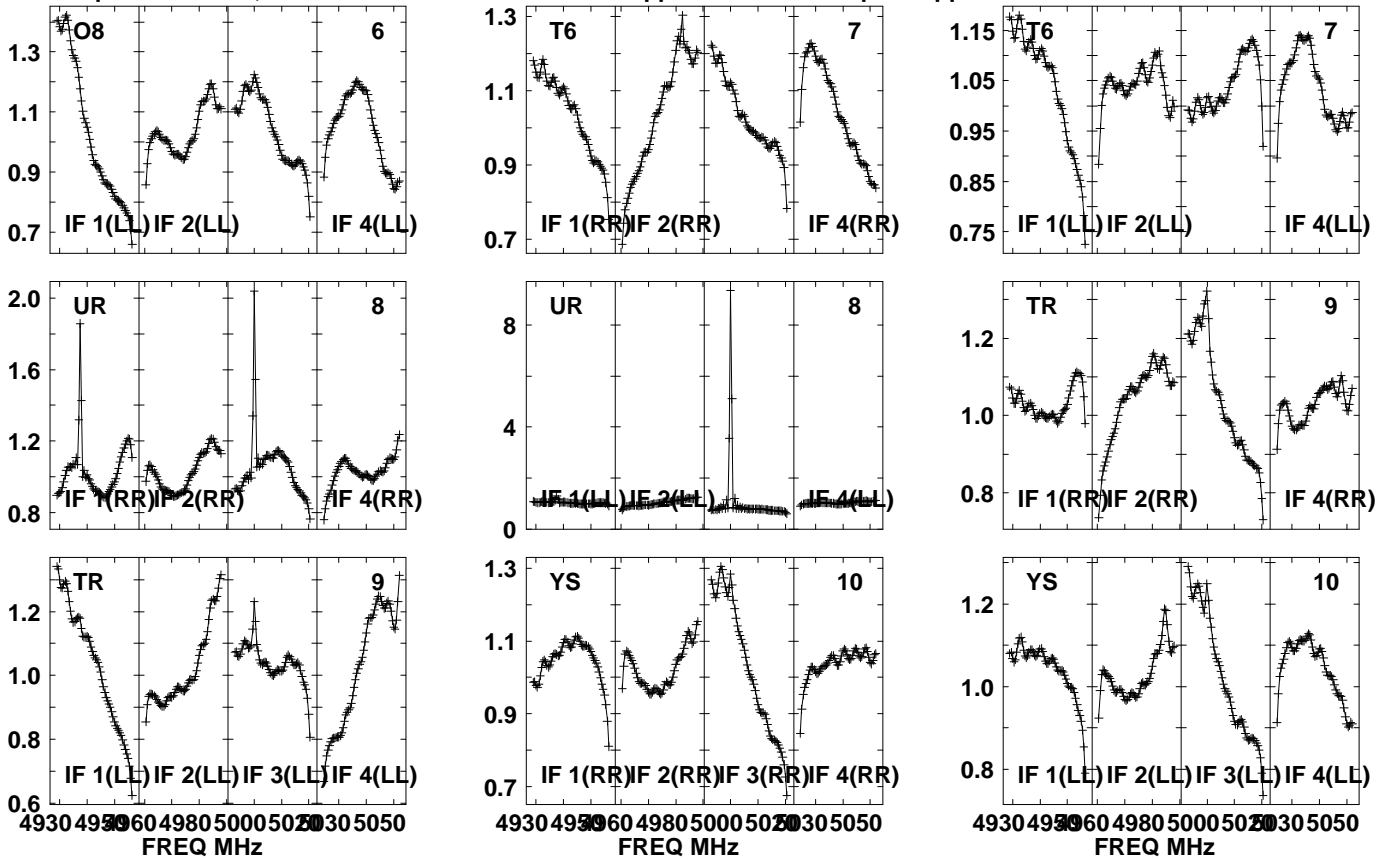 O8 6 T6 7 T6 7
1.3 1.3 1.15
1.1 1.1 1.05
0.9 0.9 0.95
0.7 0.7 0.85
0.75
IF 1(LL) IF 2(LL) IF 4(LL) IF 1(RR) IF 2(RR) IF 4(RR) IF 1(LL) IF 2(LL) IF 4(LL)
UR 8 UR 8 TR 9
2.0 8 1.2
1.6 4 1.0
1.2 0 0.8
0.8
IF 1(RR) IF 2(RR) IF 4(RR) IF 1(LL) IF 2(LL) IF 4(LL) IF 1(RR) IF 2(RR) IF 4(RR)
TR 9 YS 10 YS 10
1.2 1.3 1.2
1.0 1.1 1.0
0.8 0.9 0.8
0.6 0.7
IF 1(LL) IF 2(LL) IF 3(LL) IF 4(LL) IF 1(RR) IF 2(RR) IF 3(RR) IF 4(RR) IF 1(LL) IF 2(LL) IF 3(LL) IF 4(LL)
4930 4950 4960 4980 5000 5020 5030 5050 4930 4950 4960 4980 5000 5020 5030 5050 4930 4950 4960 4980 5000 5020 5030 5050
FREQ MHz FREQ MHz FREQ MHz